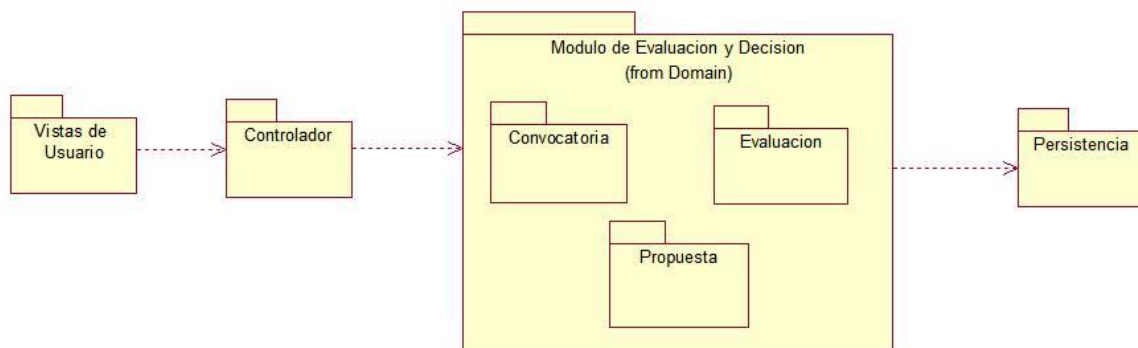 Vistas de
Usuario
Controlador
Modulo de Evaluacion y Decision
(from Domain)
Convocatoria
Evaluacion
Propuesta
Persistencia